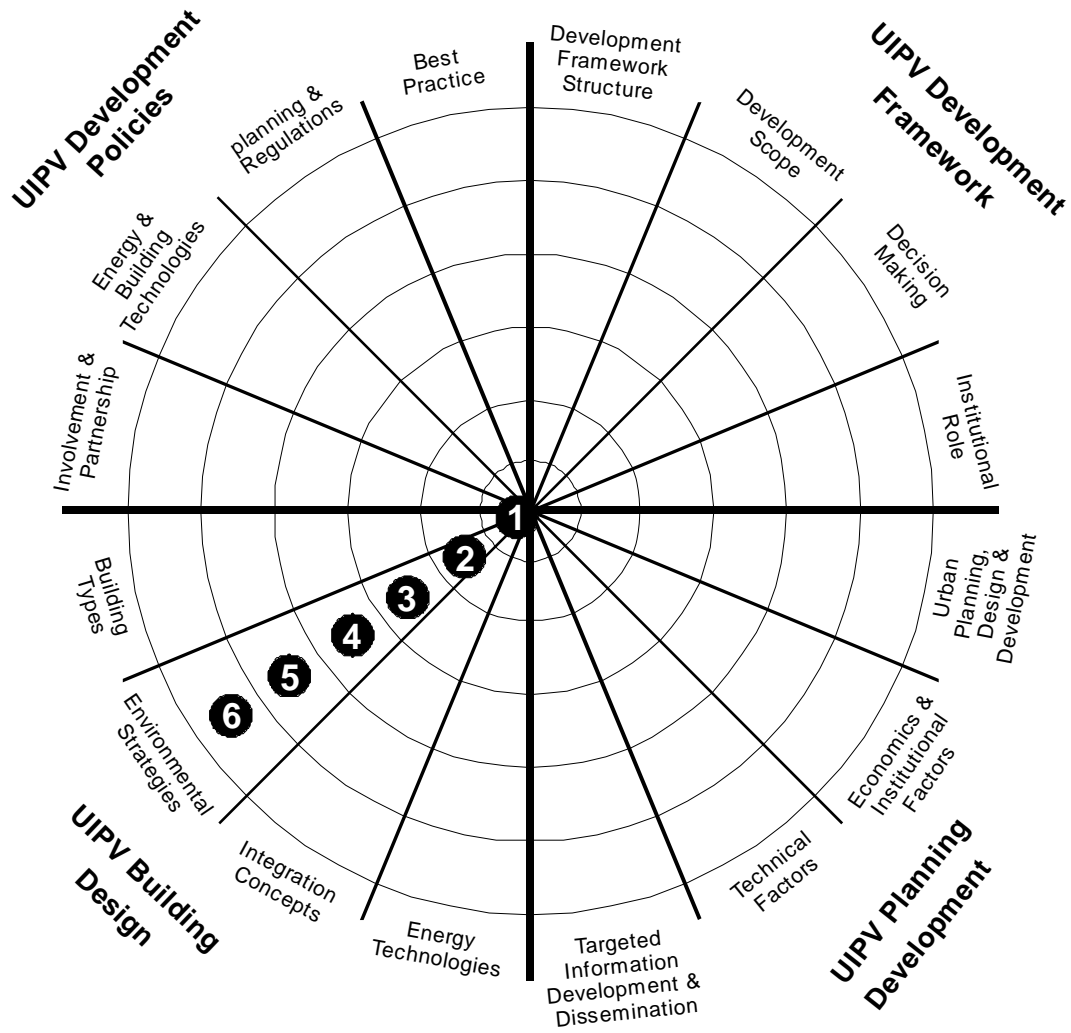 UIPV Development
Policies
Best
Practice
Development
Framework
Structure
UIPV Development
Framework
planning &
Regulations
Development
Scope
Energy &
Building
Technologies
Decision
Making
Involvement &
Partnership
Institutional
Role
1
2
3
4
5
6
Building
Types
Urban
Planning,
Design &
Development
Environmental
Strategies
Economics &
Institutional
Factors
UIPV Building
Design
Integration
Concepts
Energy
Technologies
Targeted
Information
Development &
Dissemination
Technical
Factors
UIPV Planning
Development